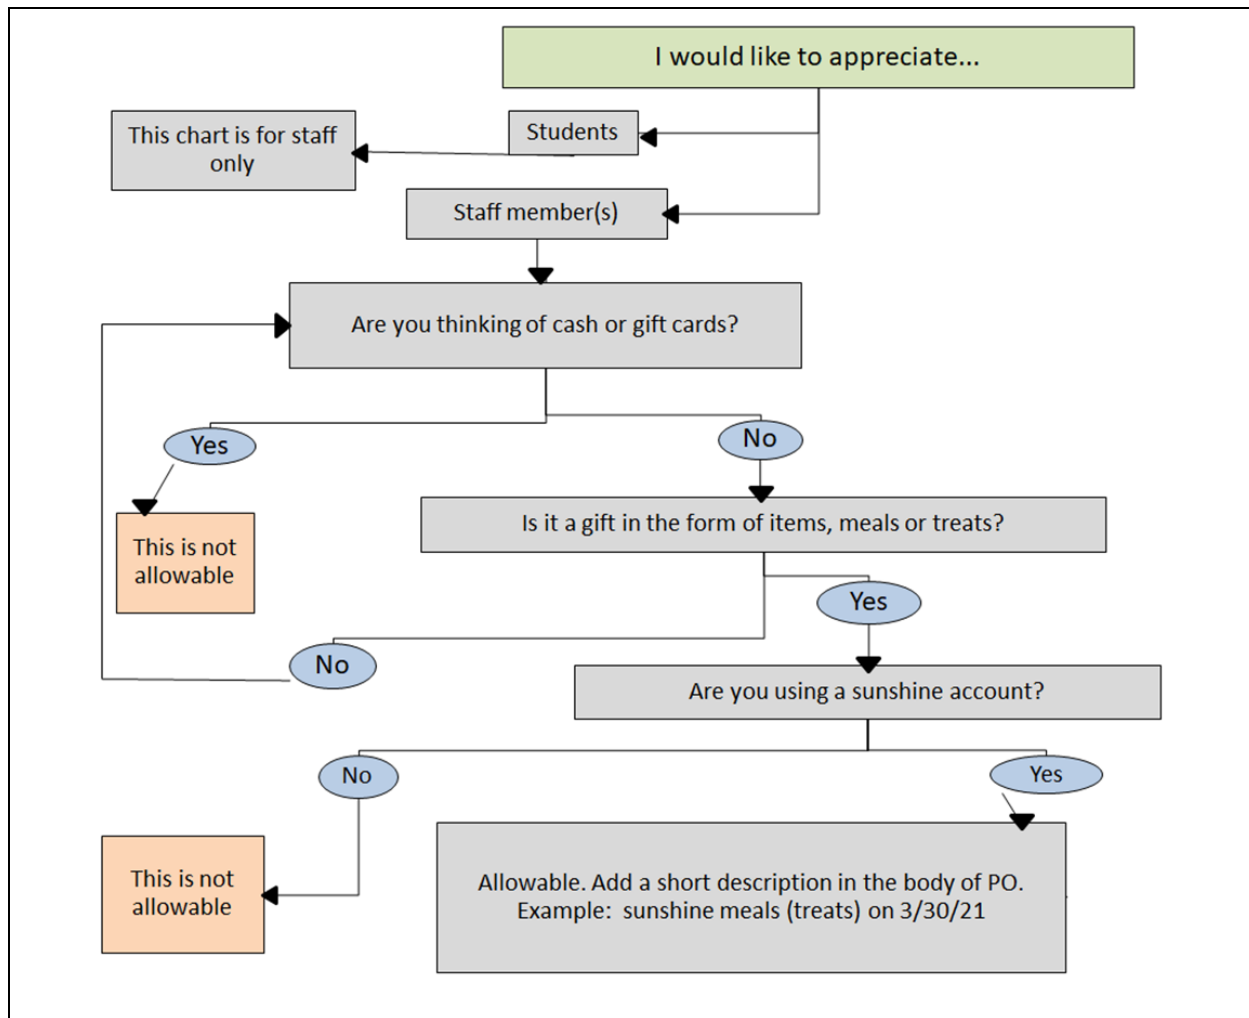 I would like to appreciate...
Students
This chart is for staff
only
Staff member(s)
Are you thinking of cash or gift cards?
Yes
No
This is not
allowable
Is it a gift in the form of items, meals or treats?
Yes
No
Are you using a sunshine account?
No
Yes
This is not
allowable
Allowable. Add a short description in the body of PO.
Example:  sunshine meals (treats) on 3/30/21